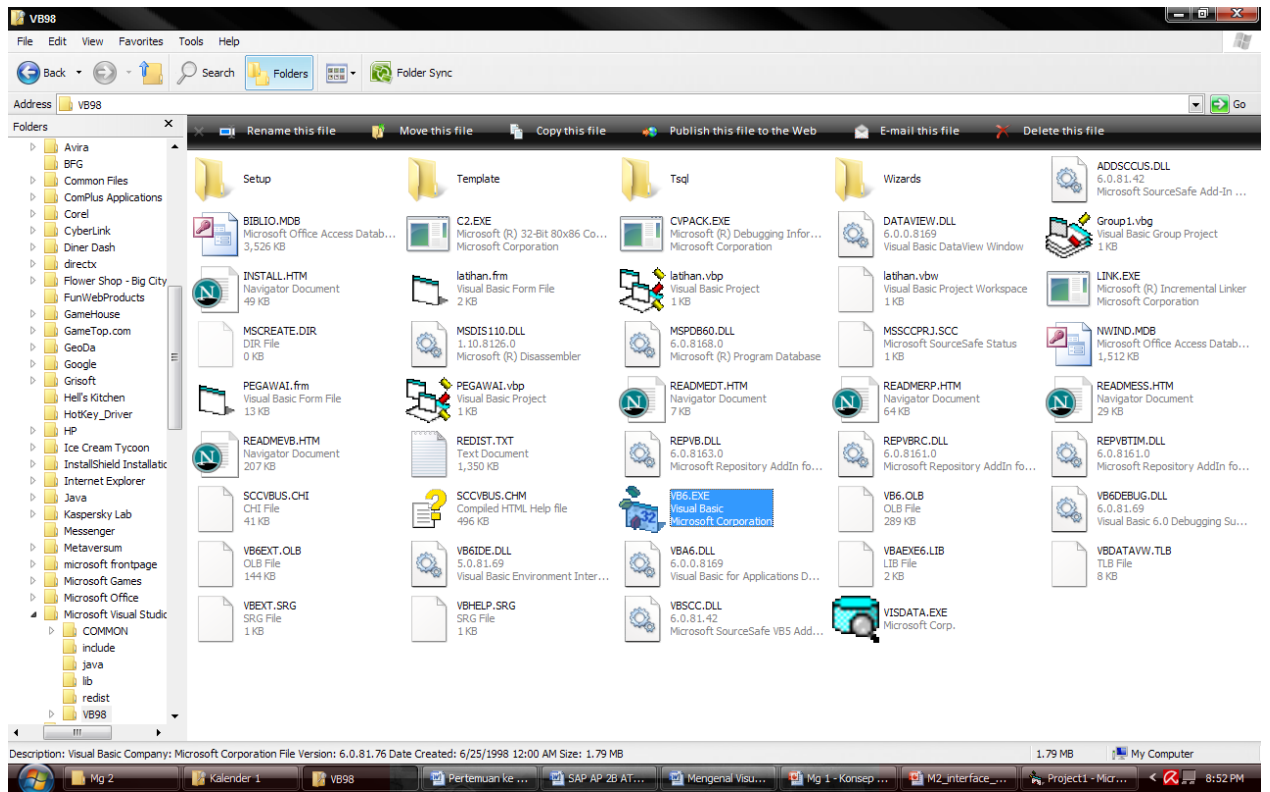 VB98
File Edit View Favorites Tools Help
Back Search Folders Folder Sync
Address VB98 Go
Folders
Avira
BFG
Common Files
ComPlus Applications
Corel
CyberLink
Diner Dash
directx
Flower Shop - Big City
FunWebProducts
GameHouse
GameTop.com
GeoDa
Google
Grisoft
Hell's Kitchen
HotKey_Driver
HP
Ice Cream Tycoon
InstallShield Installatic
Internet Explorer
Java
Kaspersky Lab
Messenger
Metaversum
microsoft frontpage
Microsoft Games
Microsoft Office
Microsoft Visual Studic
COMMON
include
java
lib
redist
VB98
Rename this file Move this file Copy this file Publish this file to the Web E-mail this file Delete this file
Setup
Template
Tsql
Wizards
ADDSCCUS.DLL
6.0.81.42
Microsoft SourceSafe Add-In ...
BIBLIO.MDB
Microsoft Office Access Datab...
3,526 KB
C2.EXE
Microsoft (R) 32-Bit 80x86 Co...
Microsoft Corporation
CVPACK.EXE
Microsoft (R) Debugging Infor...
Microsoft Corporation
DATAVIEW.DLL
6.0.0.8169
Visual Basic DataView Window
Group1.vbg
Visual Basic Group Project
1 KB
INSTALL.HTM
Navigator Document
49 KB
latihan.frm
Visual Basic Form File
2 KB
latihan.vbp
Visual Basic Project
1 KB
latihan.vbw
Visual Basic Project Workspace
1 KB
LINK.EXE
Microsoft (R) Incremental Linker
Microsoft Corporation
MSCREATE.DIR
DIR File
0 KB
MSDIS110.DLL
1.10.8126.0
Microsoft (R) Disassembler
MSPDB60.DLL
6.0.8168.0
Microsoft (R) Program Database
MSSCCPRJ.SCC
Microsoft SourceSafe Status
1 KB
NWIND.MDB
Microsoft Office Access Datab...
1,512 KB
PEGAWAI.frm
Visual Basic Form File
13 KB
PEGAWAI.vbp
Visual Basic Project
1 KB
READMEDT.HTM
Navigator Document
7 KB
READMERP.HTM
Navigator Document
64 KB
READMESS.HTM
Navigator Document
29 KB
READMEVB.HTM
Navigator Document
207 KB
REDIST.TXT
Text Document
1,350 KB
REPVB.DLL
6.0.8163.0
Microsoft Repository AddIn fo...
REPVBRC.DLL
6.0.8161.0
Microsoft Repository AddIn fo...
REPVBTIM.DLL
6.0.8161.0
Microsoft Repository AddIn fo...
SCCVBUS.CHI
CHI File
41 KB
SCCVBUS.CHM
Compiled HTML Help file
496 KB
VB6.EXE
Visual Basic
Microsoft Corporation
VB6.OLB
OLB File
289 KB
VB6DEBUG.DLL
6.0.81.69
Visual Basic 6.0 Debugging Su...
VB6EXT.OLB
OLB File
144 KB
VB6IDE.DLL
5.0.81.69
Visual Basic Environment Inter...
VBA6.DLL
6.0.0.8169
Visual Basic for Applications D...
VBAEXE6.LIB
LIB File
2 KB
VBDATAVW.TLB
TLB File
8 KB
VBEXT.SRG
SRG File
1 KB
VBHELP.SRG
SRG File
1 KB
VBSCC.DLL
6.0.81.42
Microsoft SourceSafe VB5 Add...
VISDATA.EXE
Microsoft Corp.
Description: Visual Basic Company: Microsoft Corporation File Version: 6.0.81.76 Date Created: 6/25/1998 12:00 AM Size: 1.79 MB 1.79 MB My Computer
Mg 2 Kalender 1 VB98 Pertemuan ke ... SAP AP 2B AT... Mengenal Visu... Mg 1 - Konsep ... M2_interface_... Project1 - Micr... 8:52 PM